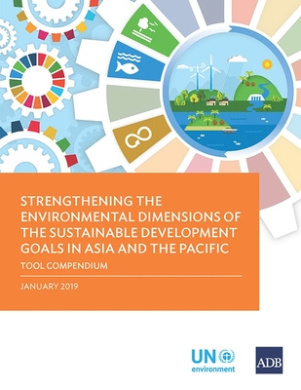 STRENGTHENING THE
ENVIRONMENTAL DIMENSIONS OF
THE SUSTAINABLE DEVELOPMENT
GOALS IN ASIA AND THE PACIFIC
TOOL COMPENDIUM
JANUARY 2019
UN
environment
ADB